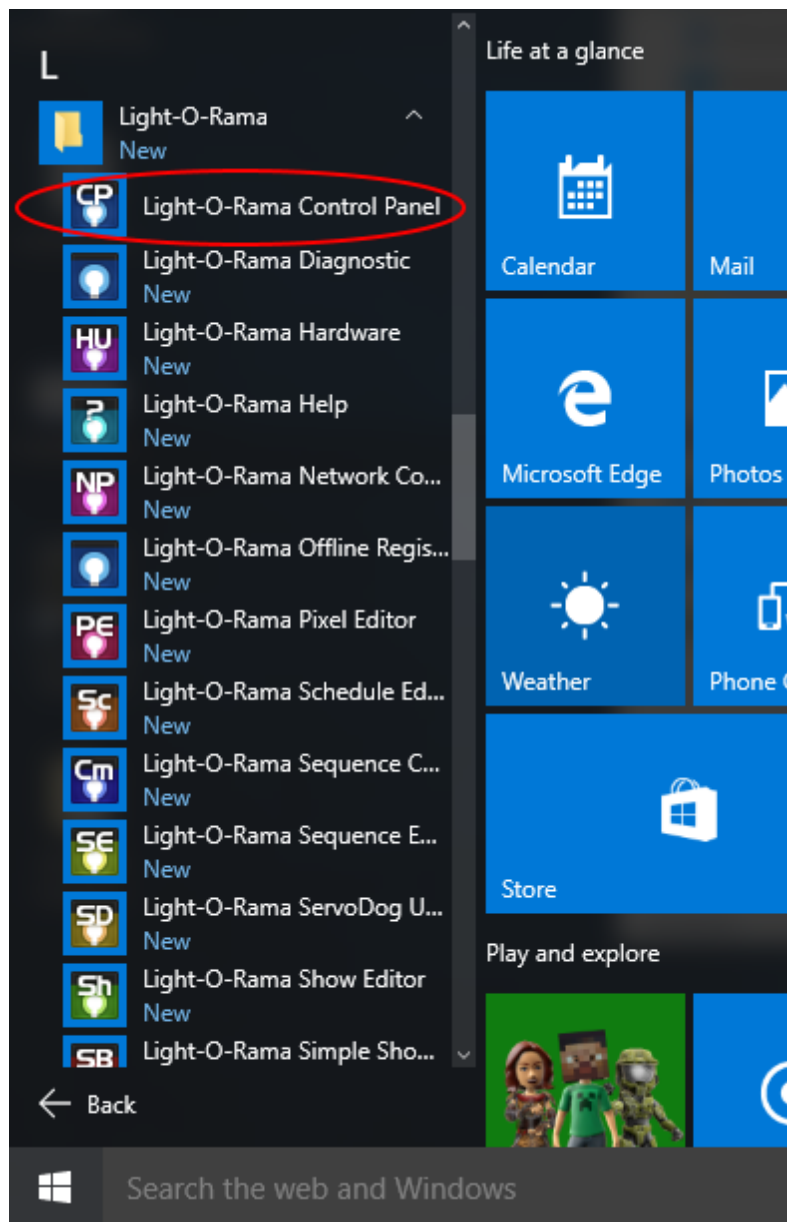 L
Light-O-Rama
New
CP
Light-O-Rama Control Panel
Light-O-Rama Diagnostic
New
HU
Light-O-Rama Hardware
New
?
Light-O-Rama Help
New
NP
Light-O-Rama Network Co...
New
Light-O-Rama Offline Regis...
New
PE
Light-O-Rama Pixel Editor
New
Sc
Light-O-Rama Schedule Ed...
New
Cm
Light-O-Rama Sequence C...
New
SE
Light-O-Rama Sequence E...
New
SD
Light-O-Rama ServoDog U...
New
Sh
Light-O-Rama Show Editor
New
SB
Light-O-Rama Simple Sho...
Back
Search the web and Windows
Life at a glance
Calendar
Mail
Microsoft Edge
Photos
Weather
Phone
Store
Play and explore